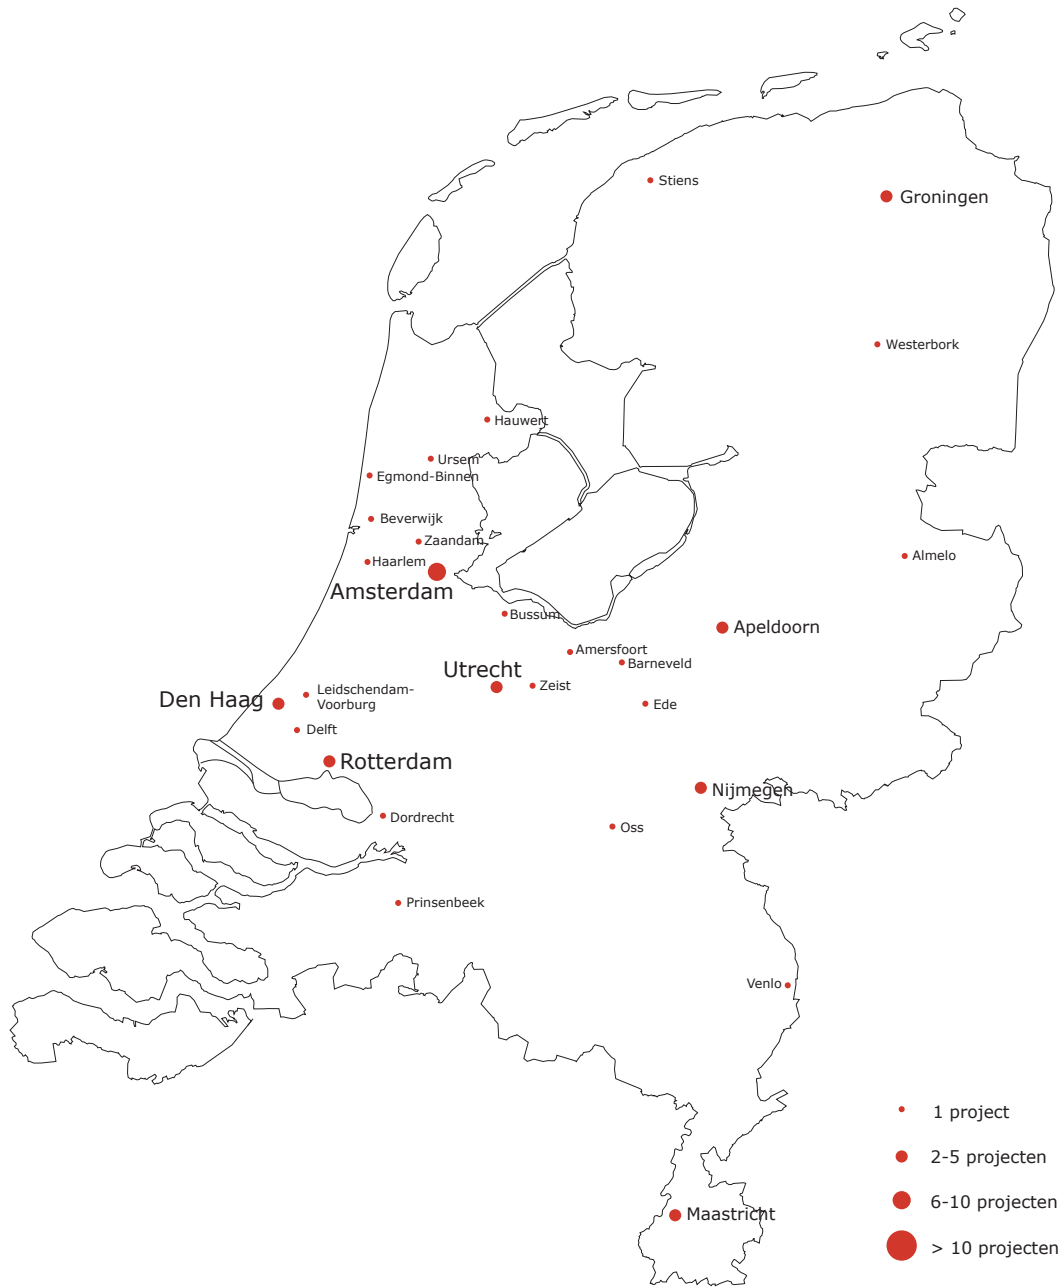 Stiens
Groningen
Westerbork
Hauwert
Ursem
Egmond-Binnen
Beverwijk
Zaandam
Haarlem
Almelo
Amsterdam
Bussum
Apeldoorn
Amersfoort
Barneveld
Utrecht
Zeist
Leidschendam-
Voorburg
Den Haag
Ede
Delft
Rotterdam
Nijmegen
Dordrecht
Oss
Prinsenbeek
Venlo
1 project
2-5 projecten
6-10 projecten
Maastricht
> 10 projecten